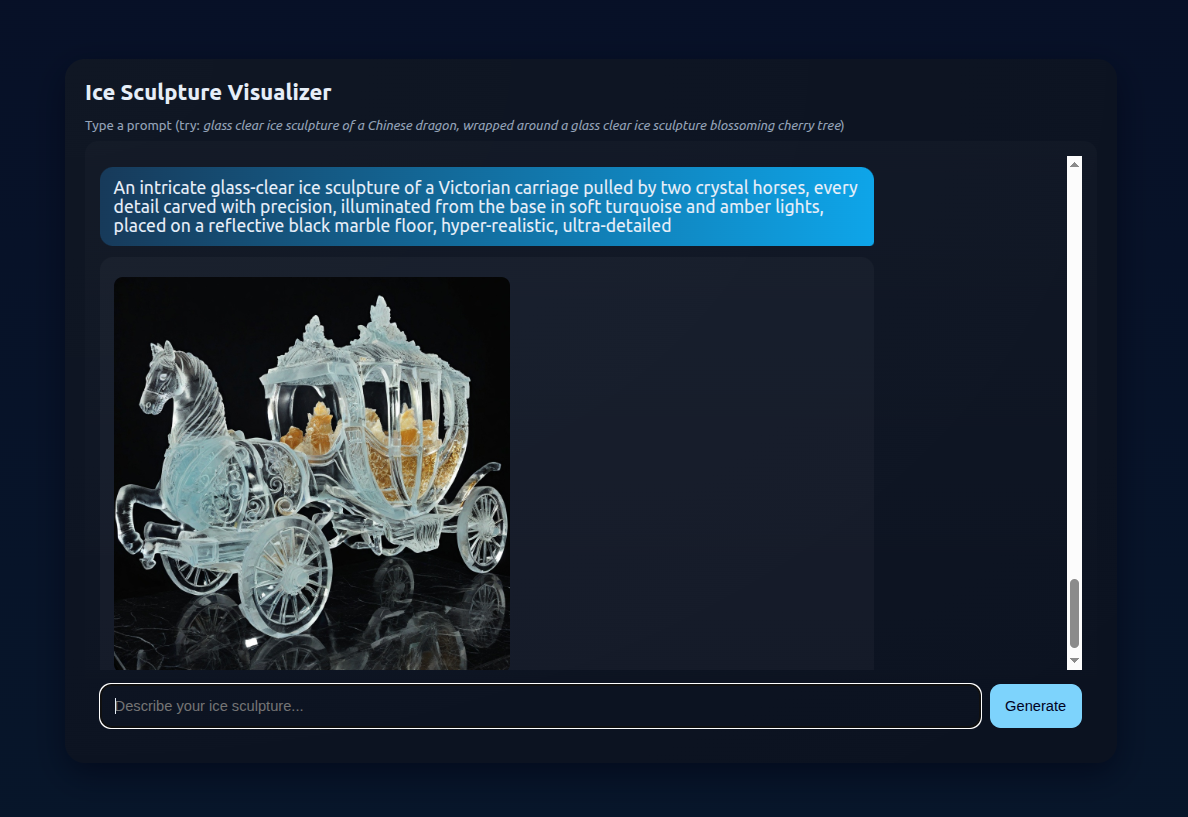 Ice Sculpture Visualizer
Type a prompt (try: glass clear ice sculpture of a Chinese dragon, wrapped around a glass clear ice sculpture blossoming cherry tree)
An intricate glass-clear ice sculpture of a Victorian carriage pulled by two crystal horses, every
detail carved with precision, illuminated from the base in soft turquoise and amber lights,
placed on a reflective black marble floor, hyper-realistic, ultra-detailed
Describe your ice sculpture...
Generate